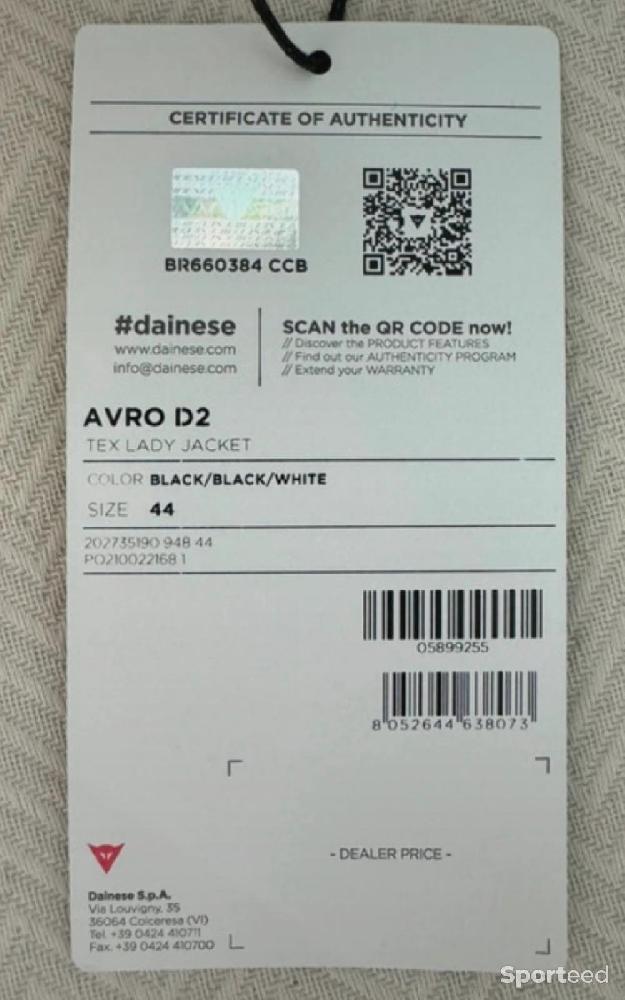 CERTIFICATE OF AUTHENTICITY
BR660384 CCB
#dainese
www.dainese.com
info@dainese.com
SCAN the QR CODE now!
// Discover the PRODUCT FEATURES
// Find out our AUTHENTICITY PROGRAM
// Extend your WARRANTY
AVRO D2
TEX LADY JACKET
COLOR BLACK/BLACK/WHITE
SIZE 44
202735190 948 44
PO210022168 1
05899255
8 052644 638073
- DEALER PRICE -
Dainese S.p.A.
Via Louvigny, 35
36064 Colceresa (VI)
Tel. +39 0424 410711
Fax. +39 0424 410700
Sporteed